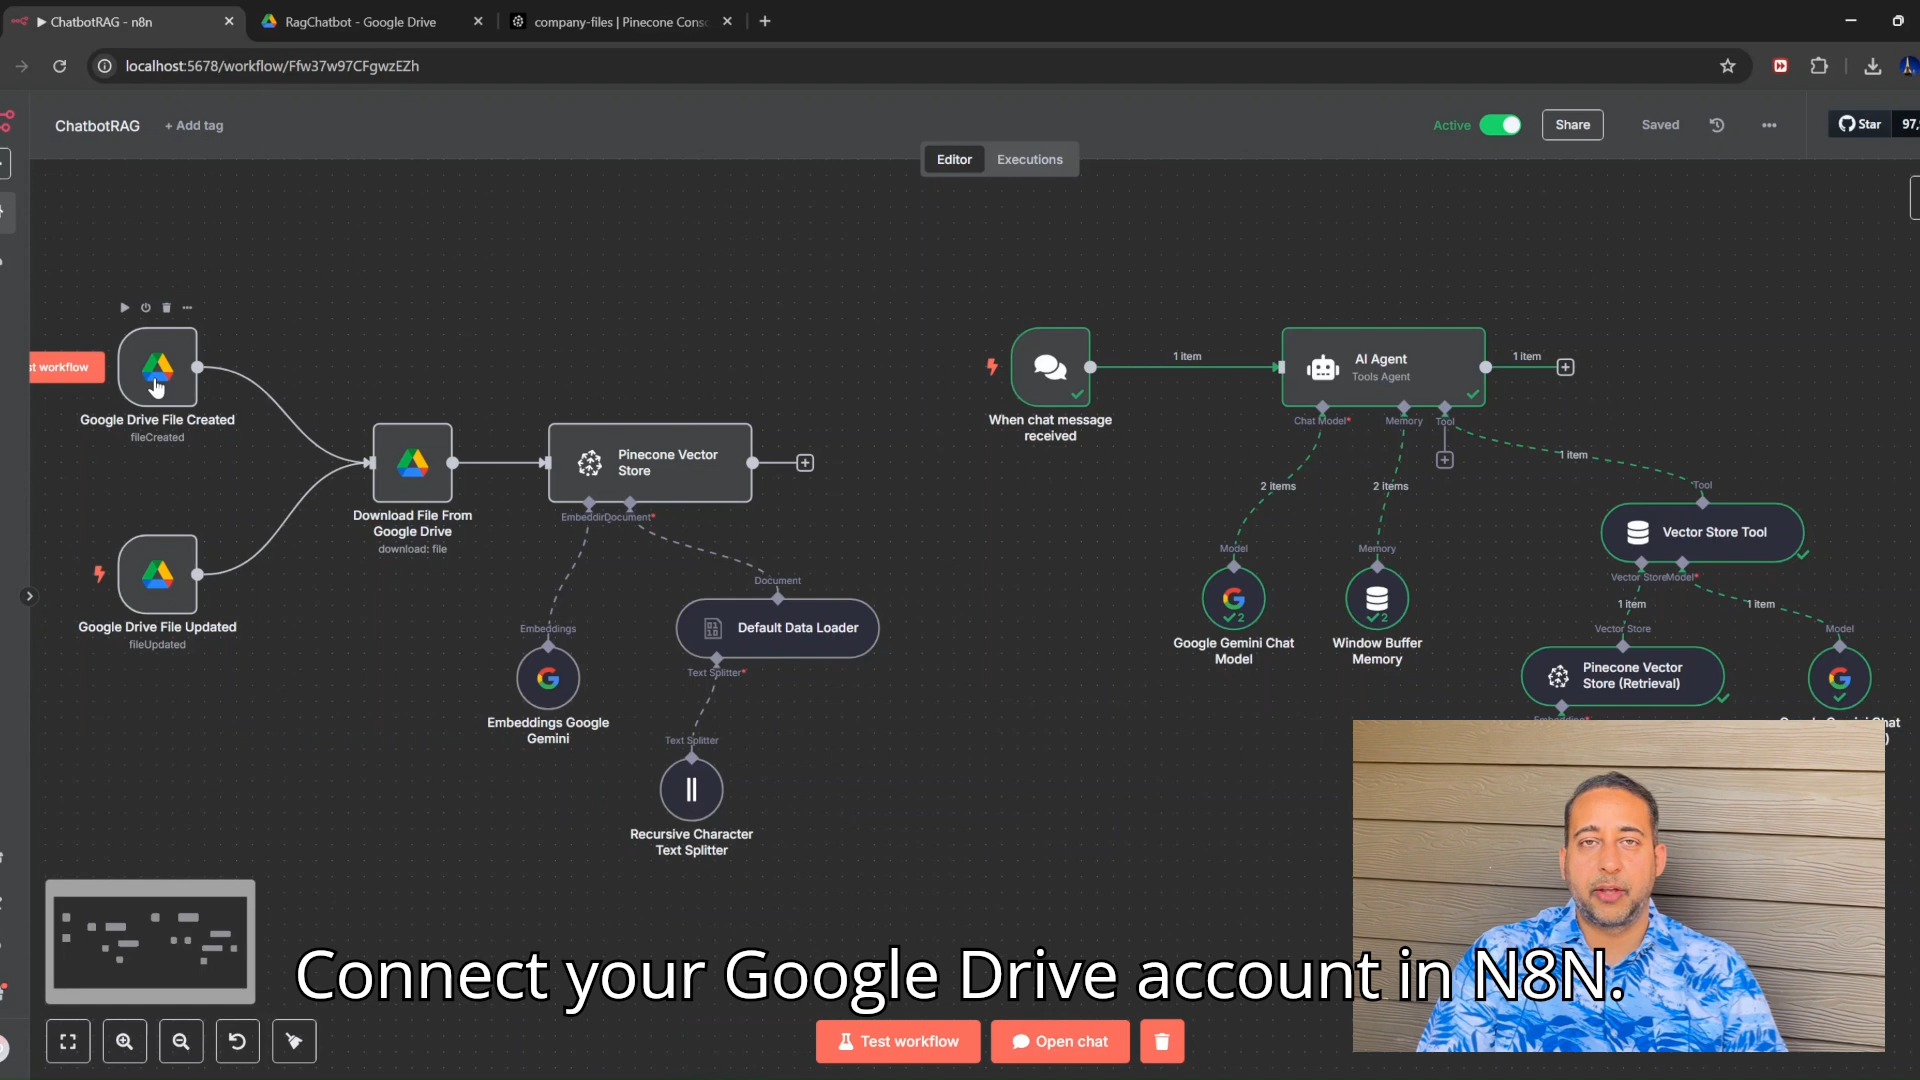 ChatbotRAG - n8n
RagChatbot - Google Drive
company-files | Pinecone Cons
localhost:5678/workflow/Ffw37w97CFgwzEZh
ChatbotRAG
+ Add tag
Active
Share
Saved
Star
97,
Editor
Executions
st workflow
Google Drive File Created
fileCreated
Google Drive File Updated
fileUpdated
Download File From
Google Drive
download: file
Pinecone Vector
Store
Document*
Embeddings
Embeddings Google
Gemini
Document
Default Data Loader
Text Splitter*
Text Splitter
Recursive Character
Text Splitter
When chat message
received
1 item
AI Agent
Tools Agent
1 item
Chat Model*
Memory
Tool
2 items
2 items
1 item
Model
Google Gemini Chat
Model
2
Memory
Window Buffer
Memory
2
Tool
Vector Store Tool
Vector Store
Model*
1 item
1 item
Vector Store
Pinecone Vector
Store (Retrieval)
Model
Connect your Google Drive account in N8N.
Test workflow
Open chat